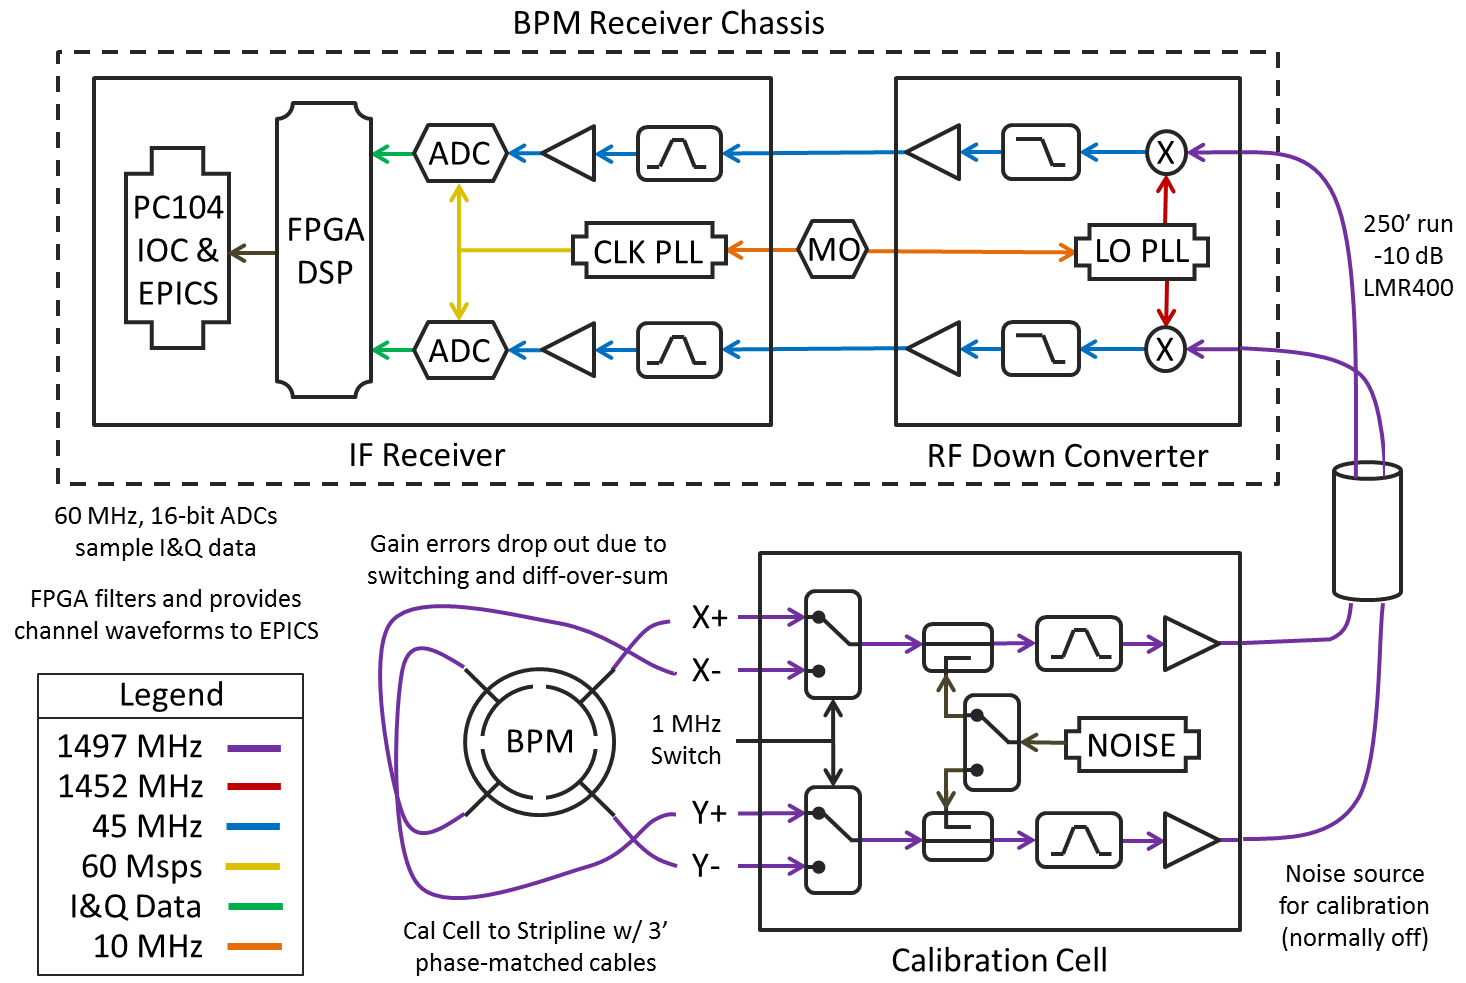 BPM Receiver Chassis
ADC
X
PC104
IOC &
EPICS
FPGA
DSP
CLK PLL
MO
LO PLL
250’ run
-10 dB
LMR400
ADC
X
IF Receiver
RF Down Converter
60 MHz, 16-bit ADCs
sample I&Q data
FPGA filters and provides
channel waveforms to EPICS
Gain errors drop out due to
switching and diff-over-sum
X+
X-
BPM
1 MHz
Switch
Y+
Y-
NOISE
Cal Cell to Stripline w/ 3’
phase-matched cables
Calibration Cell
Noise source
for calibration
(normally off)
Legend
1497 MHz
1452 MHz
45 MHz
60 Msps
I&Q Data
10 MHz